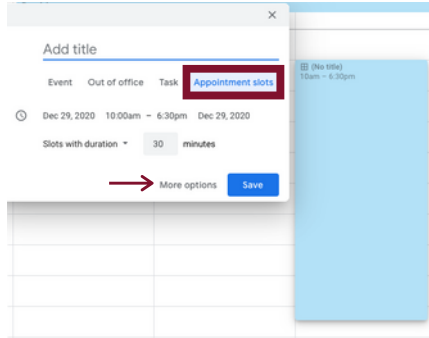 Add title
Event Out of office Task Appointment slots
(No title)
10am – 6:30pm
Dec 29, 2020 10:00am – 6:30pm Dec 29, 2020
Slots with duration 30 minutes
More options Save